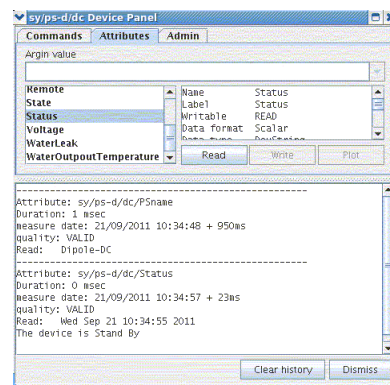 sy/ps-d/dc Device Panel
Commands Attributes Admin
Argin value
Remote
State
Status
Voltage
WaterLeak
WaterOutpoutTemperature
Name Status
Label Status
Writable READ
Data format Scalar
Data type DevString
Read Write Plot
Attribute: sy/ps-d/dc/PSname
Duration: 1 msec
measure date: 21/09/2011 10:34:48 + 950ms
quality: VALID
Read: Dipole-DC
Attribute: sy/ps-d/dc/Status
Duration: 0 msec
measure date: 21/09/2011 10:34:57 + 23ms
quality: VALID
Read: Wed Sep 21 10:34:55 2011
The device is Stand By
Clear history Dismiss